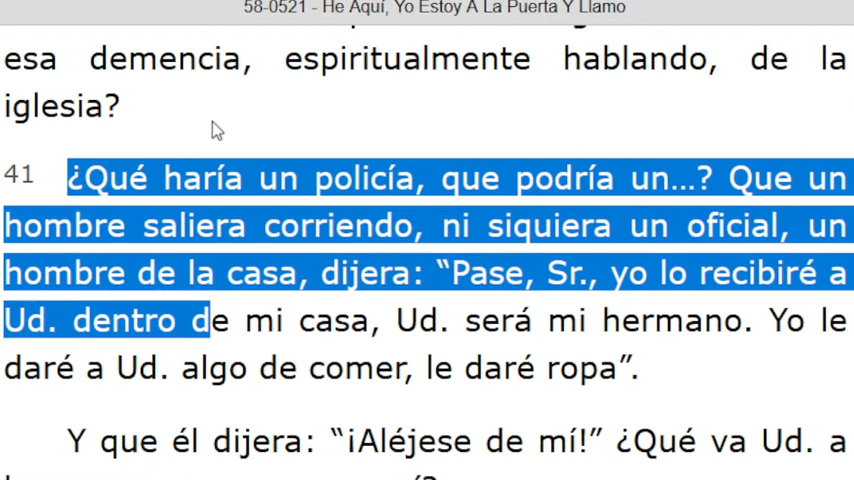 58-0521 - He Aquí, Yo Estoy A La Puerta Y Llamo
esa demencia, espiritualmente hablando, de la
iglesia?
41 ¿Qué haría un policía, que podría un...? Que un
hombre saliera corriendo, ni siquiera un oficial, un
hombre de la casa, dijera: “Pase, Sr., yo lo recibiré a
Ud. dentro de mi casa, Ud. será mi hermano. Yo le
daré a Ud. algo de comer, le daré ropa”.
Y que él dijera: “¡Aléjese de mí!” ¿Qué va Ud. a